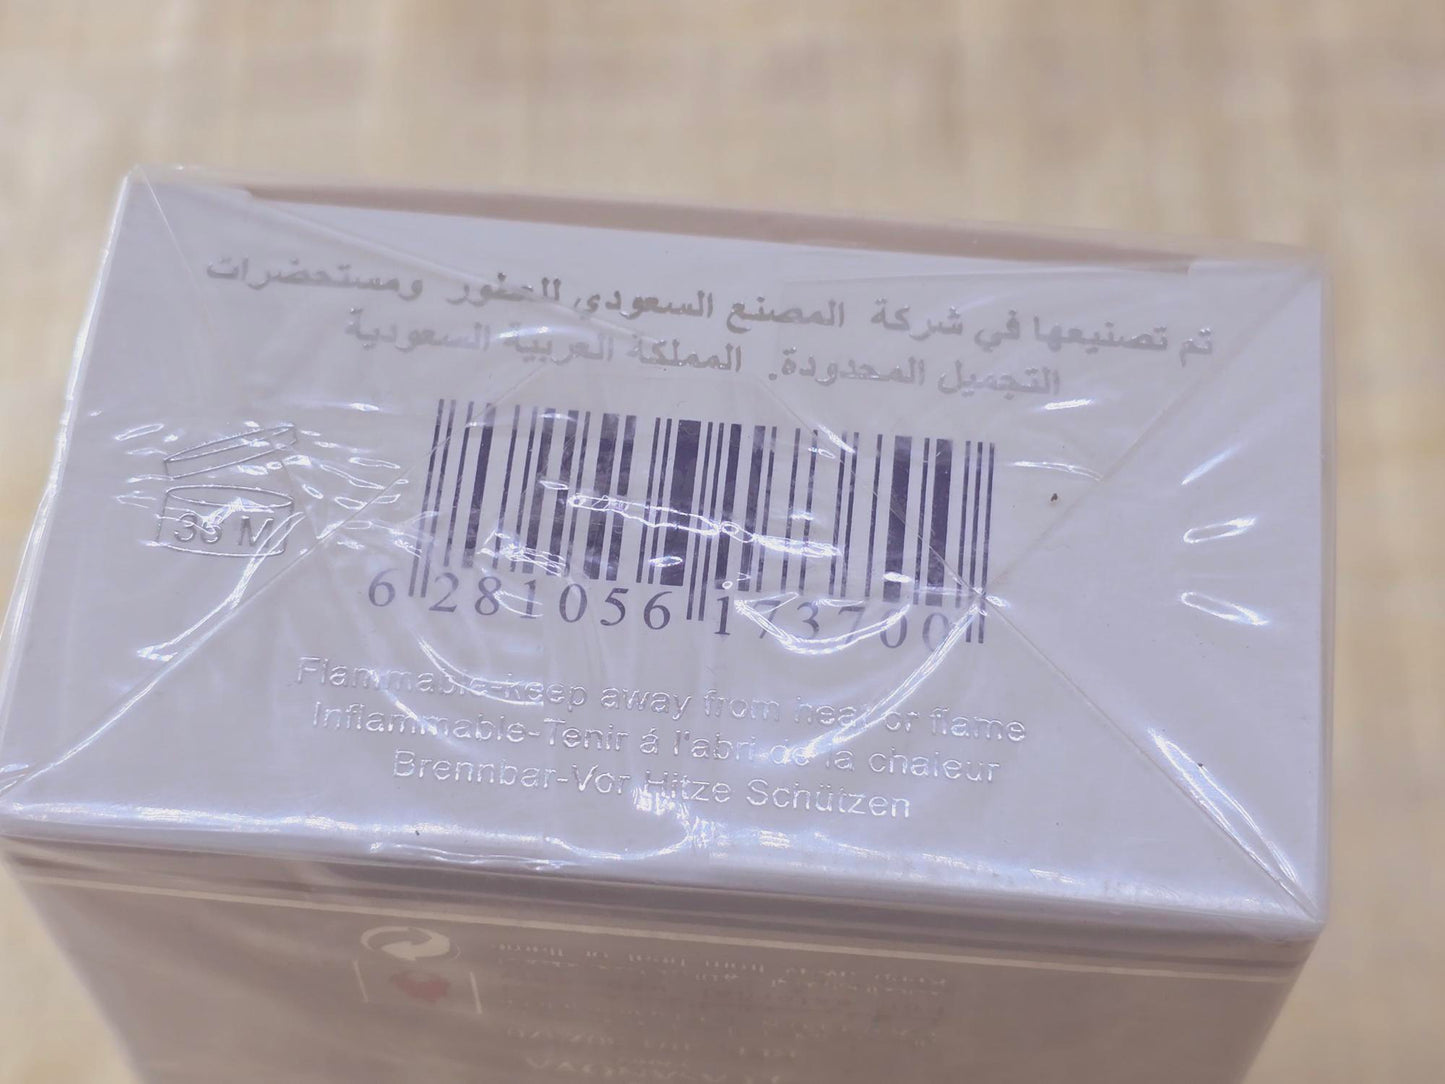 تم تصنيعها في شركة المصنع السعودي للعطور ومستحضرات
التجميل المحدودة. المملكة العربية السعودية
36 M
6 281056 173700
Flammable-keep away from heat or flame
Inflammable-Tenir á l'abri de la chaleur
Brennbar-Vor Hitze Schützen